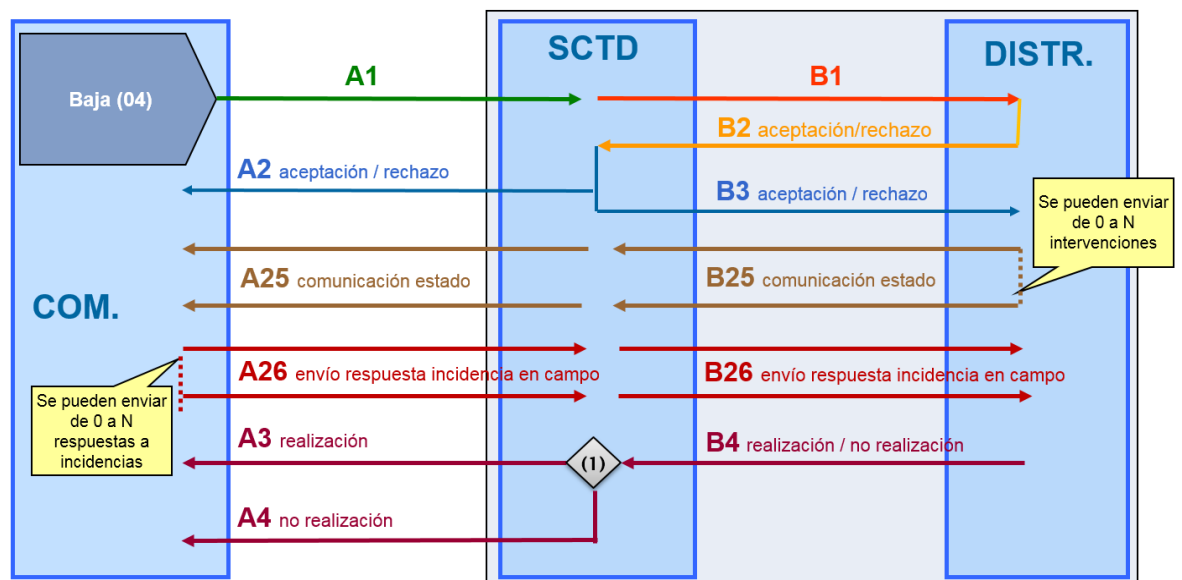 SCTD
DISTR.
Baja (04)
A1
B1
B2 aceptación/rechazo
A2 aceptación / rechazo
B3 aceptación / rechazo
Se pueden enviar
de 0 a N
intervenciones
A25 comunicación estado
B25 comunicación estado
COM.
A26 envío respuesta incidencia en campo
B26 envío respuesta incidencia en campo
Se pueden enviar
de 0 a N
respuestas a
incidencias
A3 realización
(1)
B4 realización / no realización
A4 no realización